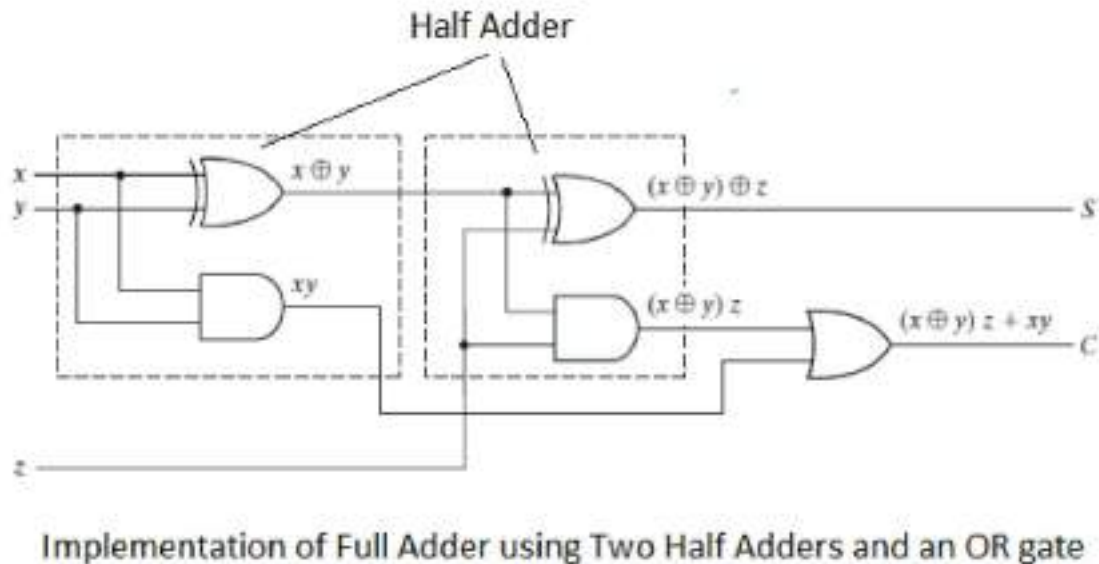 Half Adder
x
y
x ⊕ y
xy
(x ⊕ y) ⊕ z
S
(x ⊕ y) z
(x ⊕ y) z + xy
C
z
Implementation of Full Adder using Two Half Adders and an OR gate